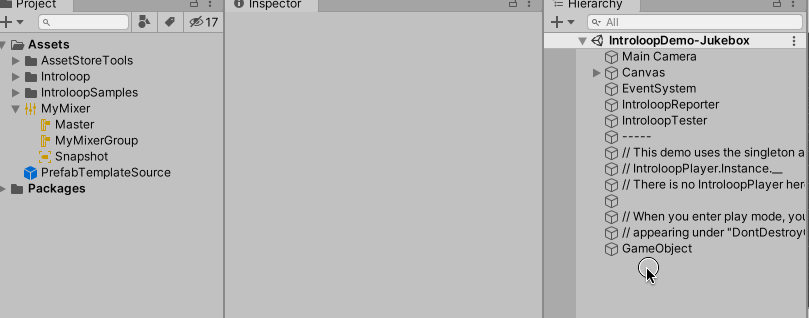 Project
17
Assets
AssetStoreTools
Introloop
IntroloopSamples
MyMixer
Master
MyMixerGroup
Snapshot
PrefabTemplateSource
Packages
Inspector
Hierarchy
All
IntroloopDemo-Jukebox
Main Camera
Canvas
EventSystem
IntroloopReporter
IntroloopTester
-----
// This demo uses the singleton a
// IntroloopPlayer.Instance.__
// There is no IntroloopPlayer her
// When you enter play mode, you
// appearing under "DontDestroy
GameObject